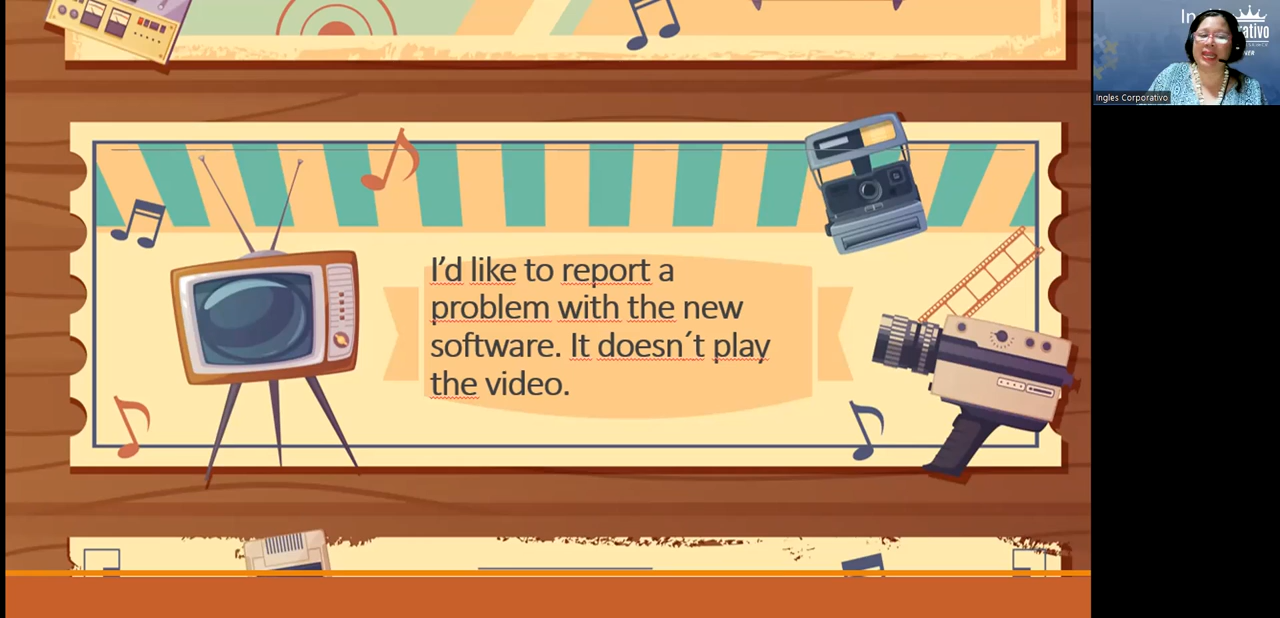 I'd like to report a
problem with the new
software. It doesn´t play
the video.
Ingles Corporativo